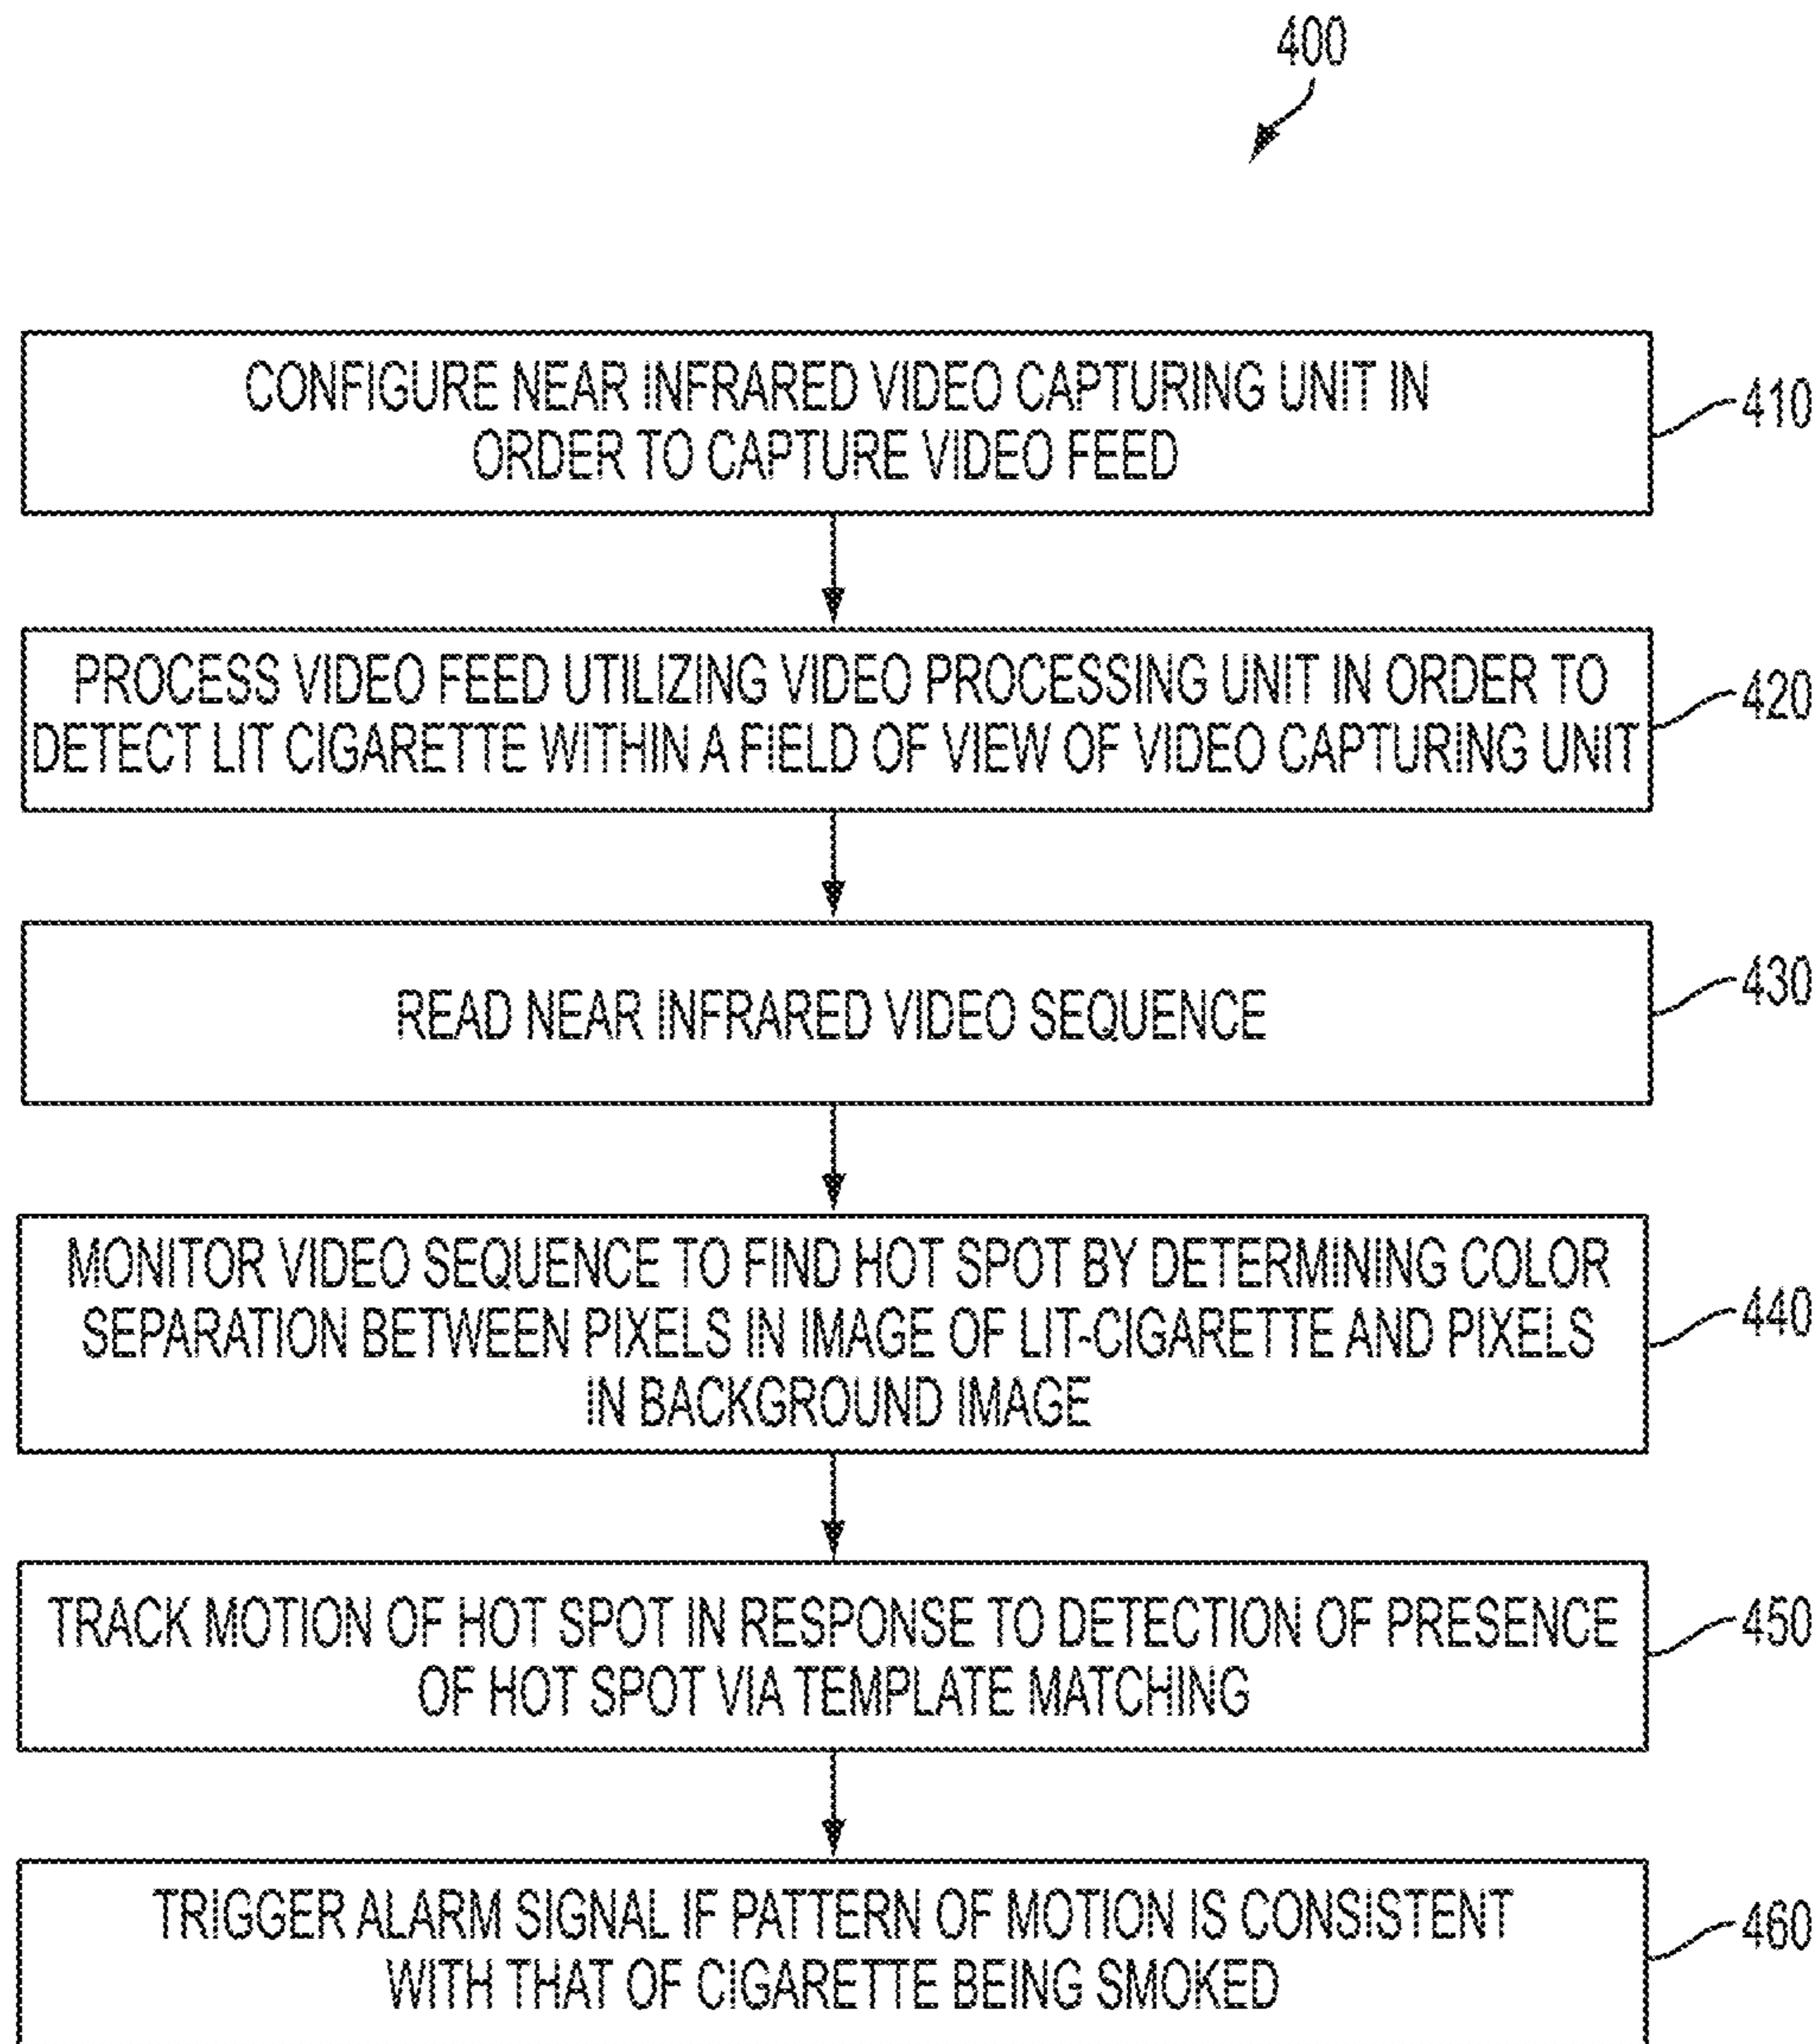 400
CONFIGURE NEAR INFRARED VIDEO CAPTURING UNIT IN
ORDER TO CAPTURE VIDEO FEED
410
PROCESS VIDEO FEED UTILIZING VIDEO PROCESSING UNIT IN ORDER TO
DETECT LIT CIGARETTE WITHIN A FIELD OF VIEW OF VIDEO CAPTURING UNIT
420
READ NEAR INFRARED VIDEO SEQUENCE
430
MONITOR VIDEO SEQUENCE TO FIND HOT SPOT BY DETERMINING COLOR
SEPARATION BETWEEN PIXELS IN IMAGE OF LIT-CIGARETTE AND PIXELS
IN BACKGROUND IMAGE
440
TRACK MOTION OF HOT SPOT IN RESPONSE TO DETECTION OF PRESENCE
OF HOT SPOT VIA TEMPLATE MATCHING
450
TRIGGER ALARM SIGNAL IF PATTERN OF MOTION IS CONSISTENT
WITH THAT OF CIGARETTE BEING SMOKED
460